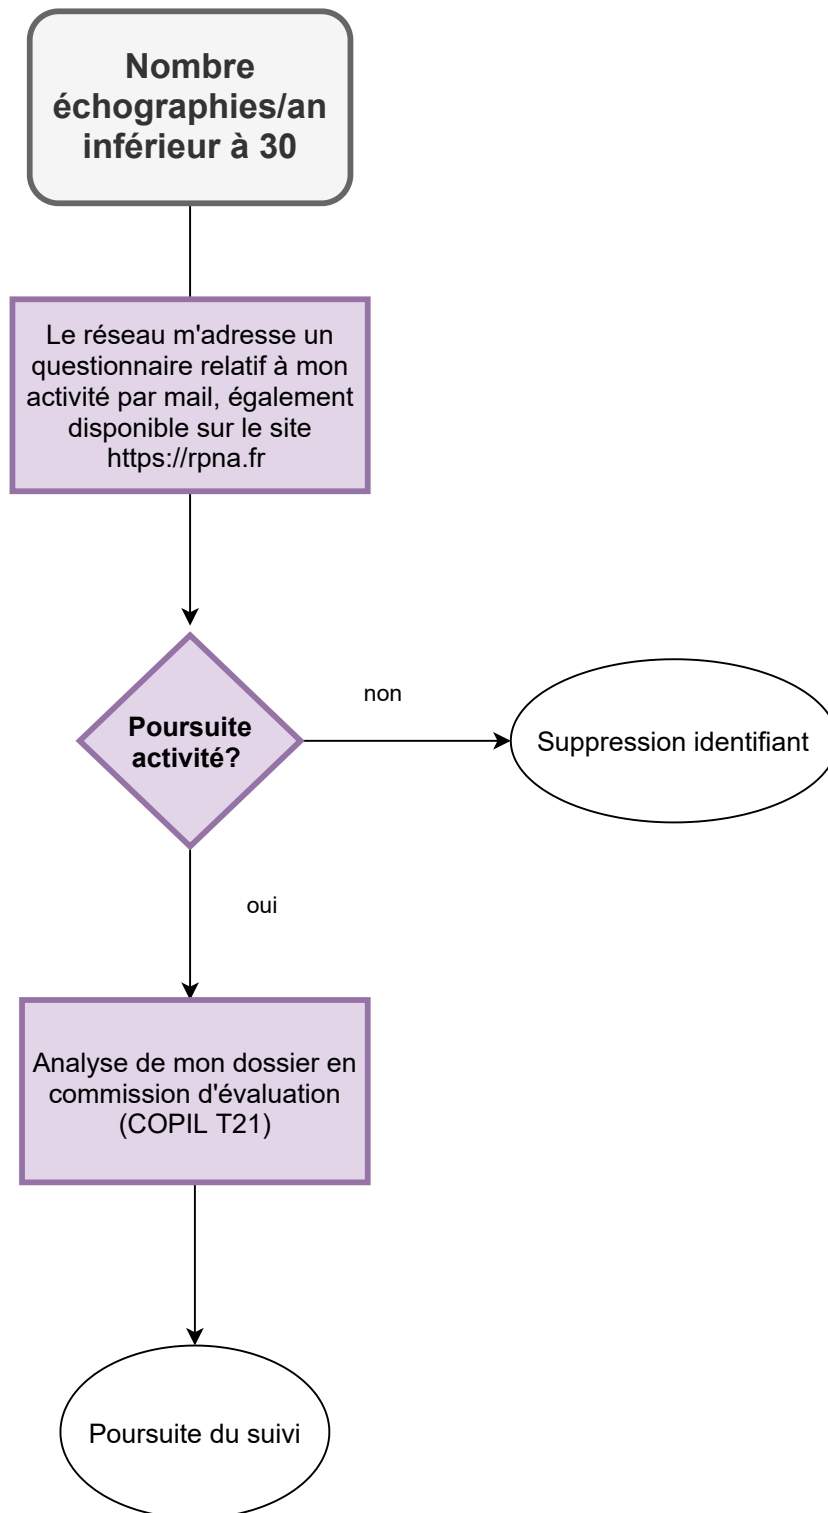 Nombre
échographies/an
inférieur à 30
Le réseau m'adresse un
questionnaire relatif à mon
activité par mail, également
disponible sur le site
https://rpna.fr
Poursuite
activité?
non
Suppression identifiant
oui
Analyse de mon dossier en
commission d'évaluation
(COPIL T21)
Poursuite du suivi